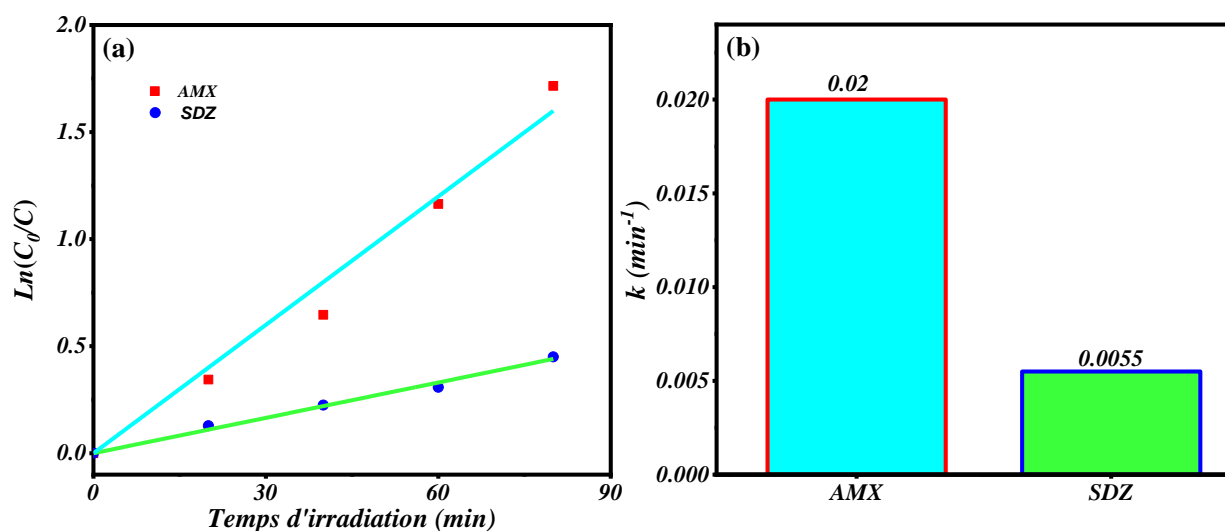 (a)
AMX
SDZ
2.0
1.5
1.0
0.5
0.0
Ln(C₀/C)
0 30 60 90
Temps d'irradiation (min)
(b)
0.02
0.0055
0.020
0.015
0.010
0.005
0.000
k (min⁻¹)
AMX SDZ